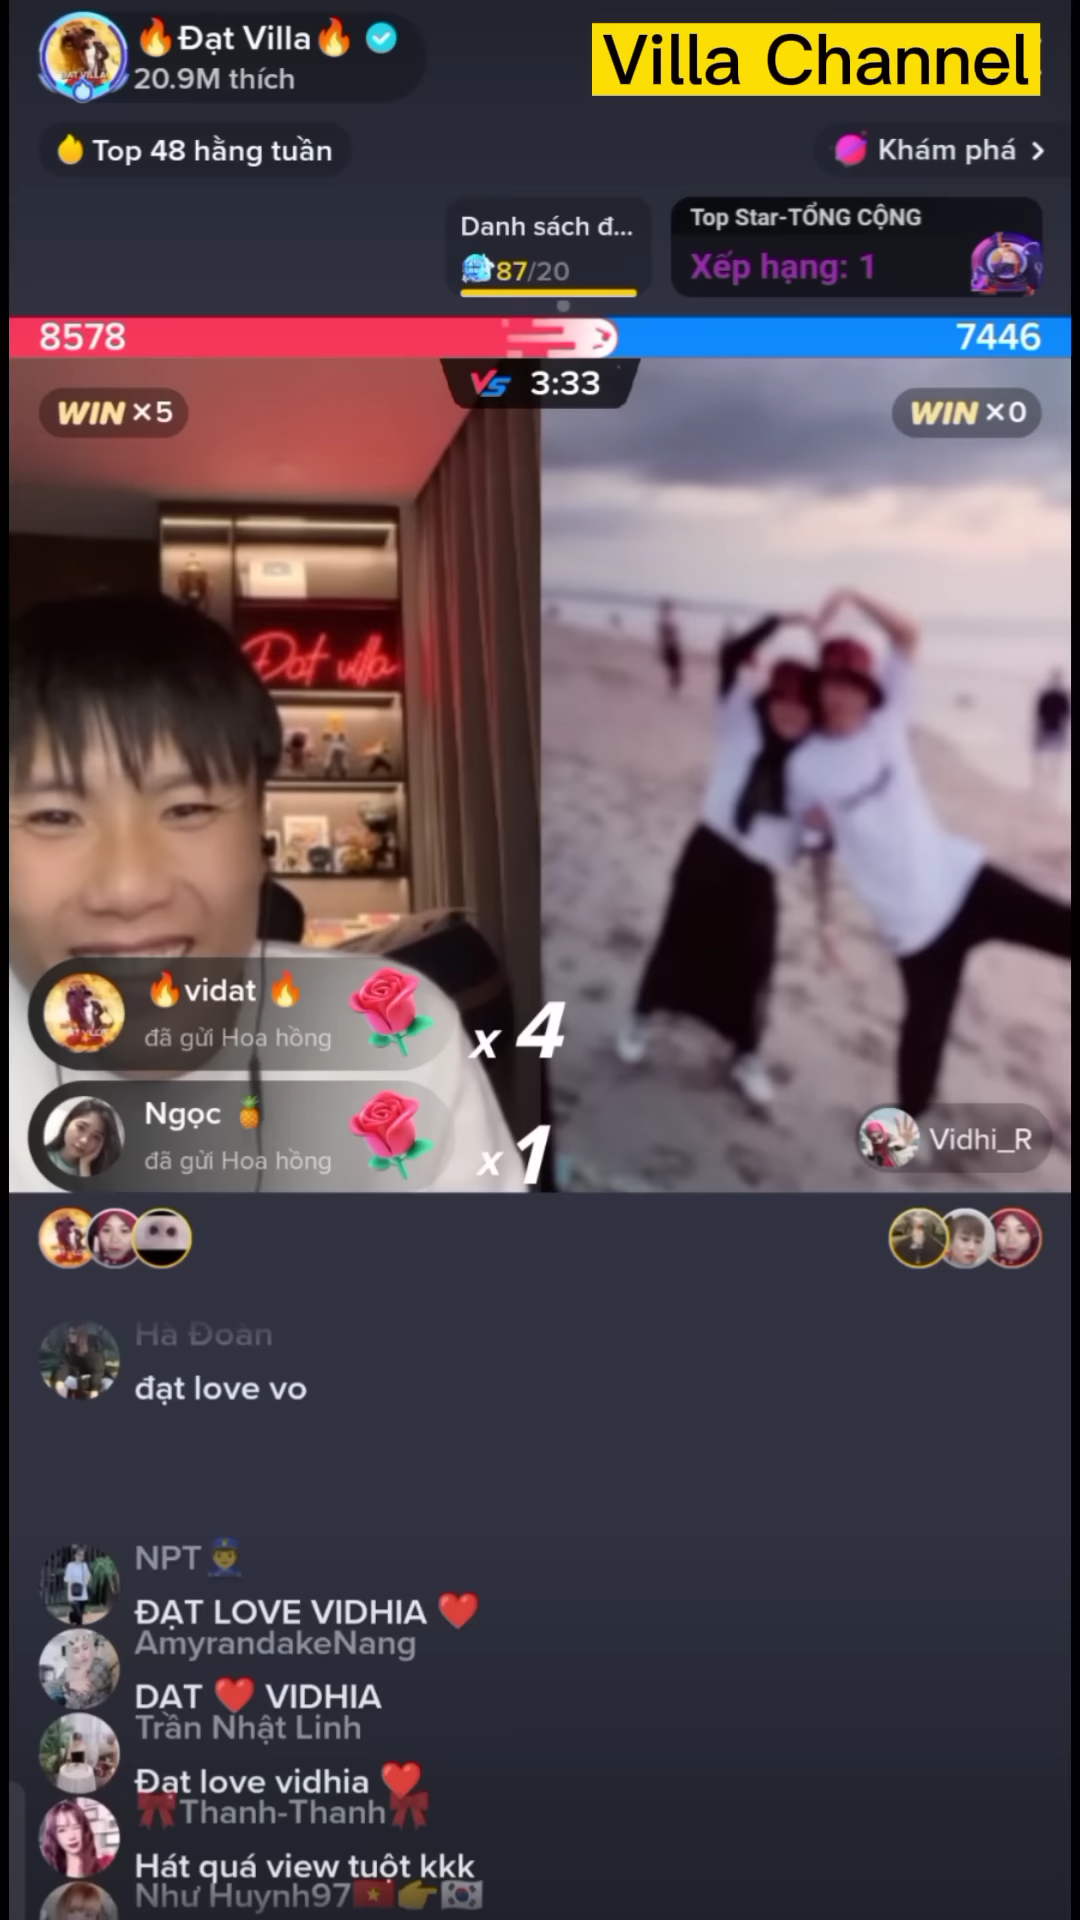 🔥Đạt Villa🔥
20.9M thích
Villa Channel
Top 48 hằng tuần
Khám phá >
Danh sách đ...
87/20
Top Star-TỔNG CỘNG
Xếp hạng: 1
8578
7446
VS 3:33
WIN ×5
WIN ×0
Đạt villa
🔥vidat 🔥
đã gửi Hoa hồng
x 4
Ngọc 🍍
đã gửi Hoa hồng
x 1
Vidhi_R
Hà Đoàn
đạt love vo
NPT 👮
ĐẠT LOVE VIDHIA ❤️
AmyrandakeNang
DAT ❤️ VIDHIA
Trần Nhật Linh
Đạt love vidhia ❤️
🎀Thanh-Thanh🎀
Hát quá view tuột kkk
Như Huynh97🇻🇳👉🇰🇷